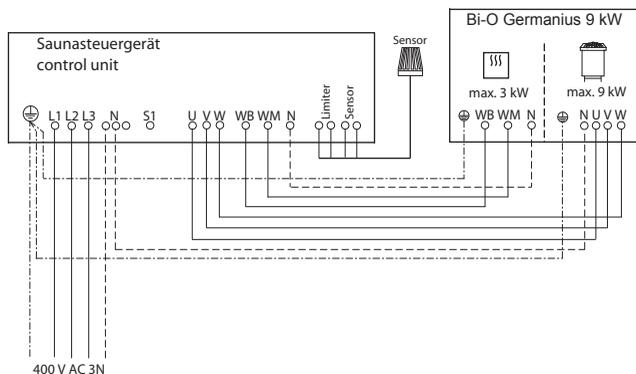 Saunasteuergerät
control unit
L1 L2 L3 N S1 U V W WB WM N Limiter Sensor
Sensor
Bi-O Germanius 9 kW
max. 3 kW
max. 9 kW
WB WM N
N U V W
400 V AC 3N